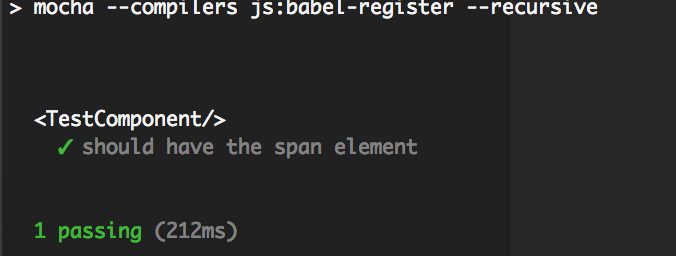 > mocha --compilers js:babel-register --recursive
<TestComponent/>
✓ should have the span element
1 passing (212ms)